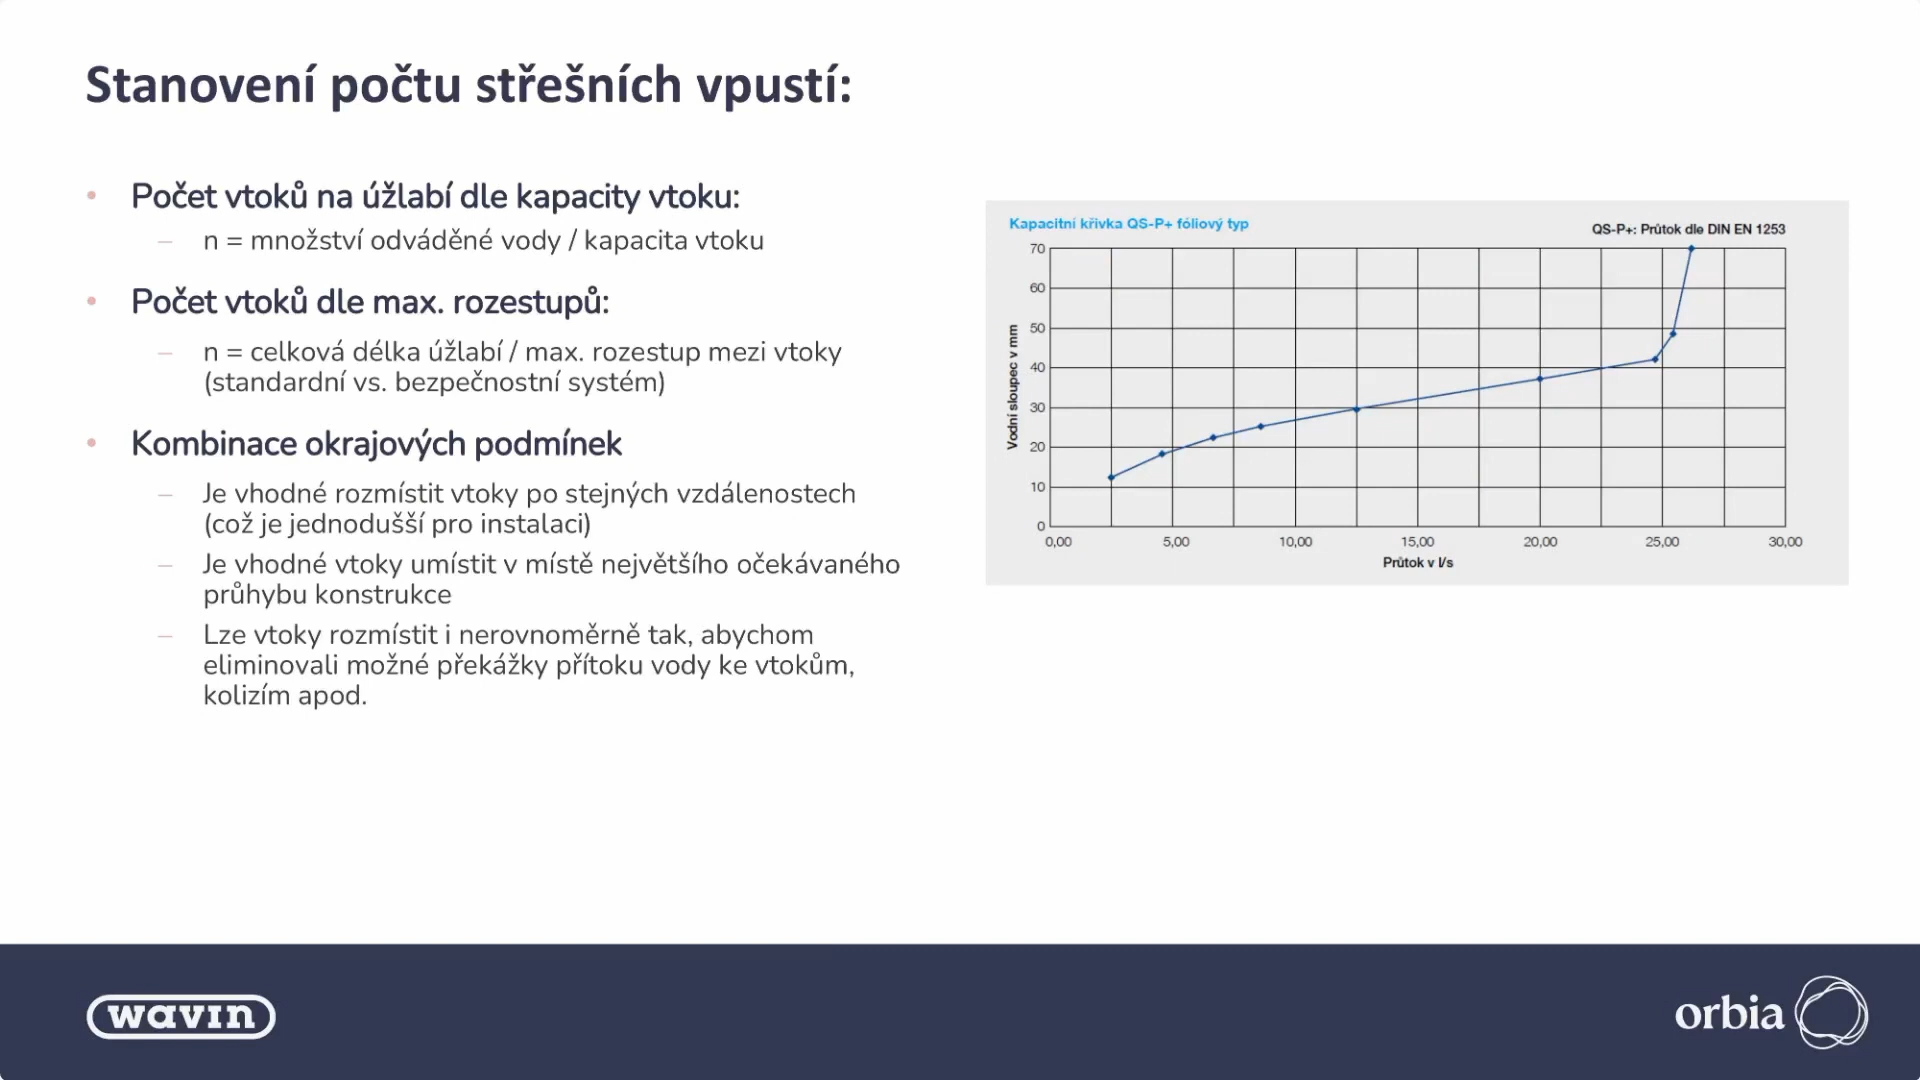 Stanovení počtu střešních vpustí:
• Počet vtoků na úžlabí dle kapacity vtoku:
– n = množství odváděné vody / kapacita vtoku
• Počet vtoků dle max. rozestupů:
– n = celková délka úžlabí / max. rozestup mezi vtoky
(standardní vs. bezpečnostní systém)
• Kombinace okrajových podmínek
– Je vhodné rozmístit vtoky po stejných vzdálenostech
(což je jednodušší pro instalaci)
– Je vhodné vtoky umístit v místě největšího očekávaného
průhybu konstrukce
– Lze vtoky rozmístit i nerovnoměrně tak, abychom
eliminovali možné překážky přítoku vody ke vtokům,
kolizím apod.
Kapacitní křivka QS-P+ fóliový typ
QS-P+: Průtok dle DIN EN 1253
Vodní sloupec v mm
70
60
50
40
30
20
10
0
0,00 5,00 10,00 15,00 20,00 25,00 30,00
Průtok v l/s
wavin
orbia